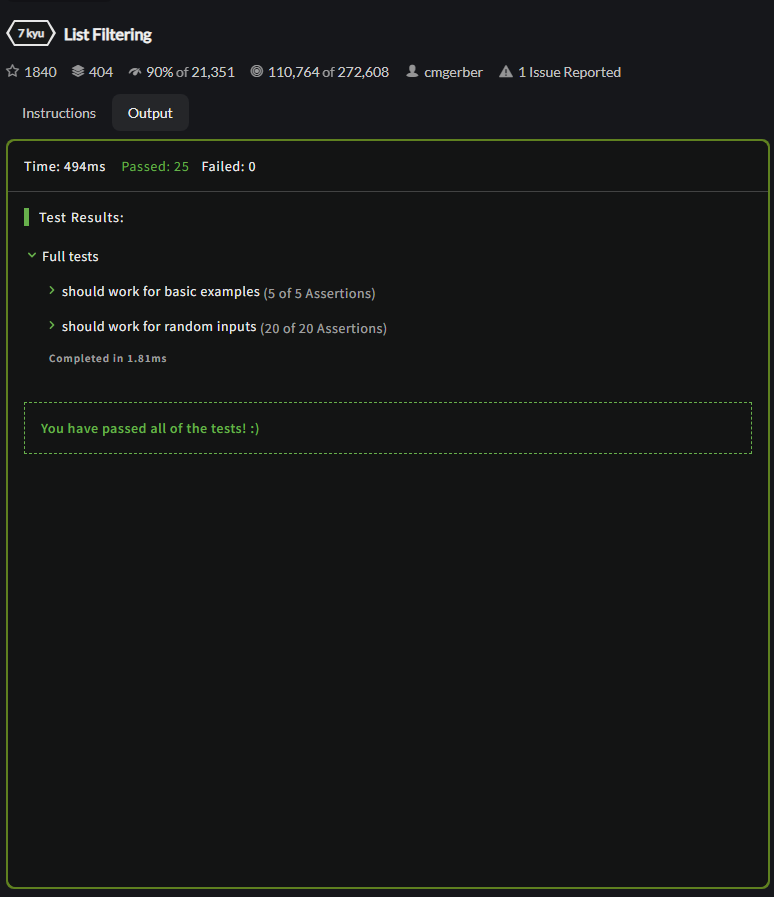 7 kyu List Filtering
1840 404 90% of 21,351 110,764 of 272,608 cmgerber 1 Issue Reported
Instructions Output
Time: 494ms Passed: 25 Failed: 0
Test Results:
Full tests
should work for basic examples (5 of 5 Assertions)
should work for random inputs (20 of 20 Assertions)
Completed in 1.81ms
You have passed all of the tests! :)